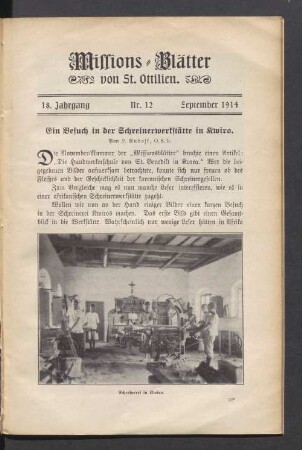 Missions-Blätter
von St. Ottilien.
18. Jahrgang Nr. 12 September 1914
Ein Besuch in der Schreinerwerkstätte in Kwiro.
Von P. O. S. B.
Die Novembernummer der „Missionsblätter“ brachte einen Artikel:
„Die Handwerkschule von St. Benedikt in Korea.“ Wer die bei-
gegebenen Bilder aufmerksam betrachtete, konnte sich nur freuen ob des
Fleißes und der Geschicklichkeit der koreanischen Schreinergesellen.
Zum Vergleiche mag es nun manche Leser interessieren, wie es in
einer afrikanischen Schreinerwerkstätte zugeht.
Wollen wir nun an der Hand einiger Bilder einen kurzen Besuch
in der Schreinerei Kwiros machen. Das erste Bild gibt einen Gesamt-
blick in die Werkstätte. Wahrscheinlich war wenige Leser hätten in Afrika
Schreinerei in Kwiro.